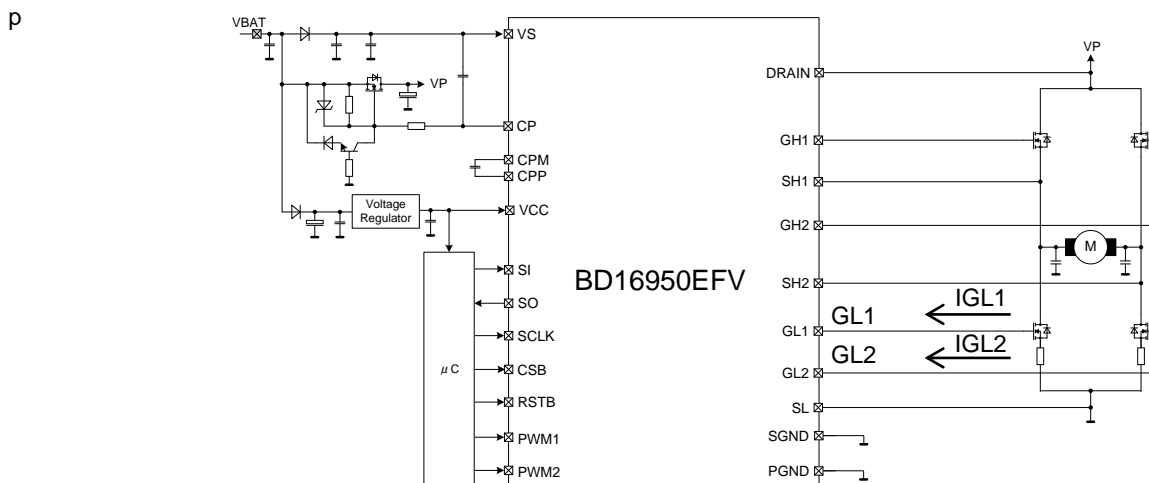 p
VBAT
VS
VP
CP
CPM
CPP
Voltage
Regulator
VCC
SI
SO
SCLK
μC
CSB
RSTB
PWM1
PWM2
BD16950EFV
DRAIN
GH1
SH1
GH2
SH2
GL1
GL2
SL
SGND
PGND
VP
M
GL1
IGL1
GL2
IGL2